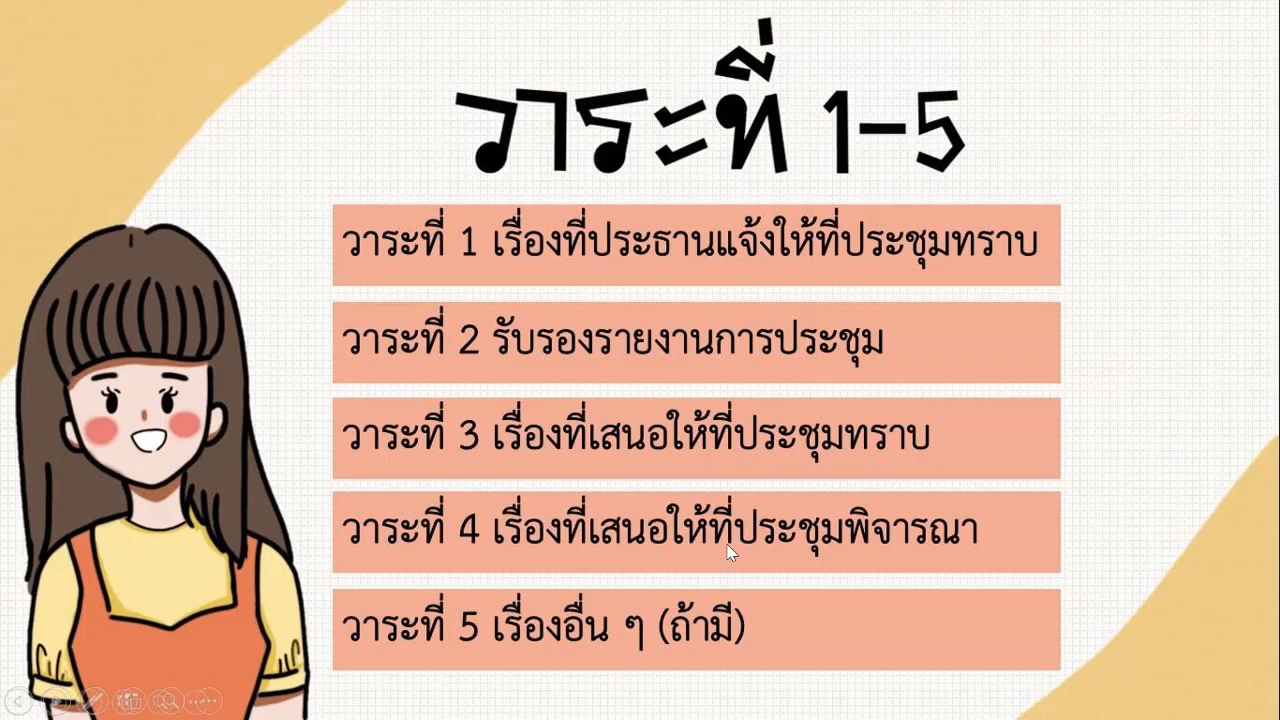 วาระที่ 1-5
วาระที่ 1 เรื่องที่ประธานแจ้งให้ที่ประชุมทราบ
วาระที่ 2 รับรองรายงานการประชุม
วาระที่ 3 เรื่องที่เสนอให้ที่ประชุมทราบ
วาระที่ 4 เรื่องที่เสนอให้ที่ประชุมพิจารณา
วาระที่ 5 เรื่องอื่น ๆ (ถ้ามี)